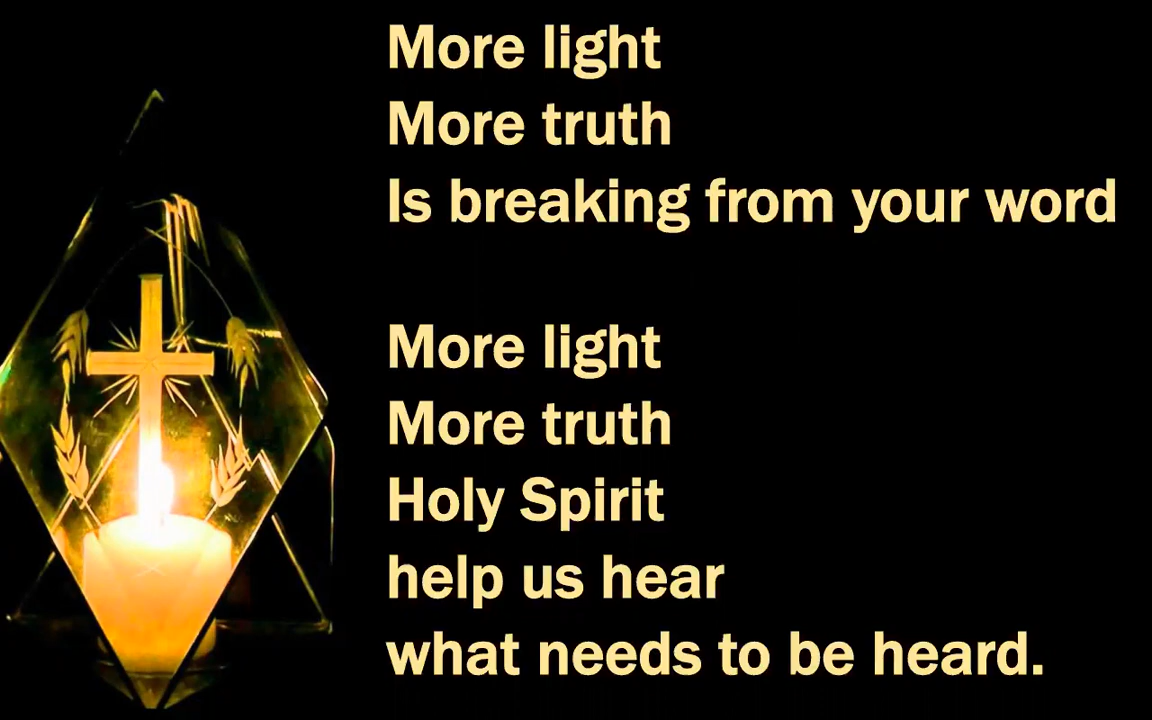 More light
More truth
Is breaking from your word
More light
More truth
Holy Spirit
help us hear
what needs to be heard.